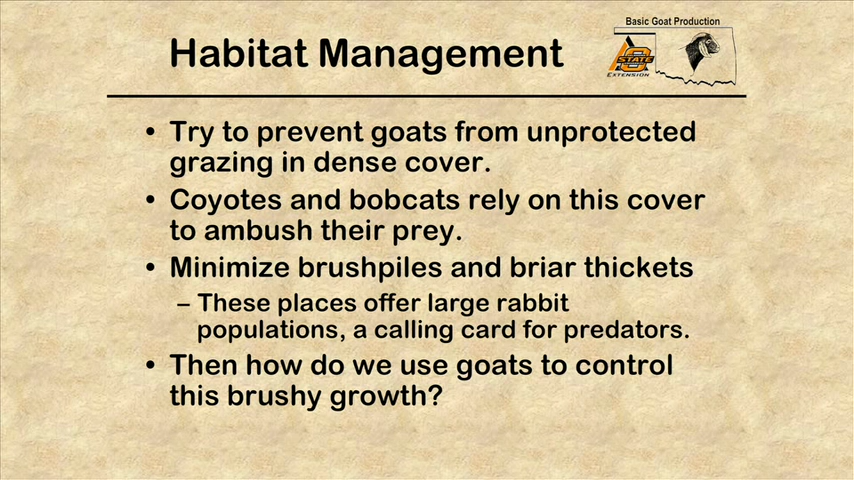 Basic Goat Production
Habitat Management
OSTATE
EXTENSION
• Try to prevent goats from unprotected
grazing in dense cover.
• Coyotes and bobcats rely on this cover
to ambush their prey.
• Minimize brushpiles and briar thickets
– These places offer large rabbit
populations, a calling card for predators.
• Then how do we use goats to control
this brushy growth?